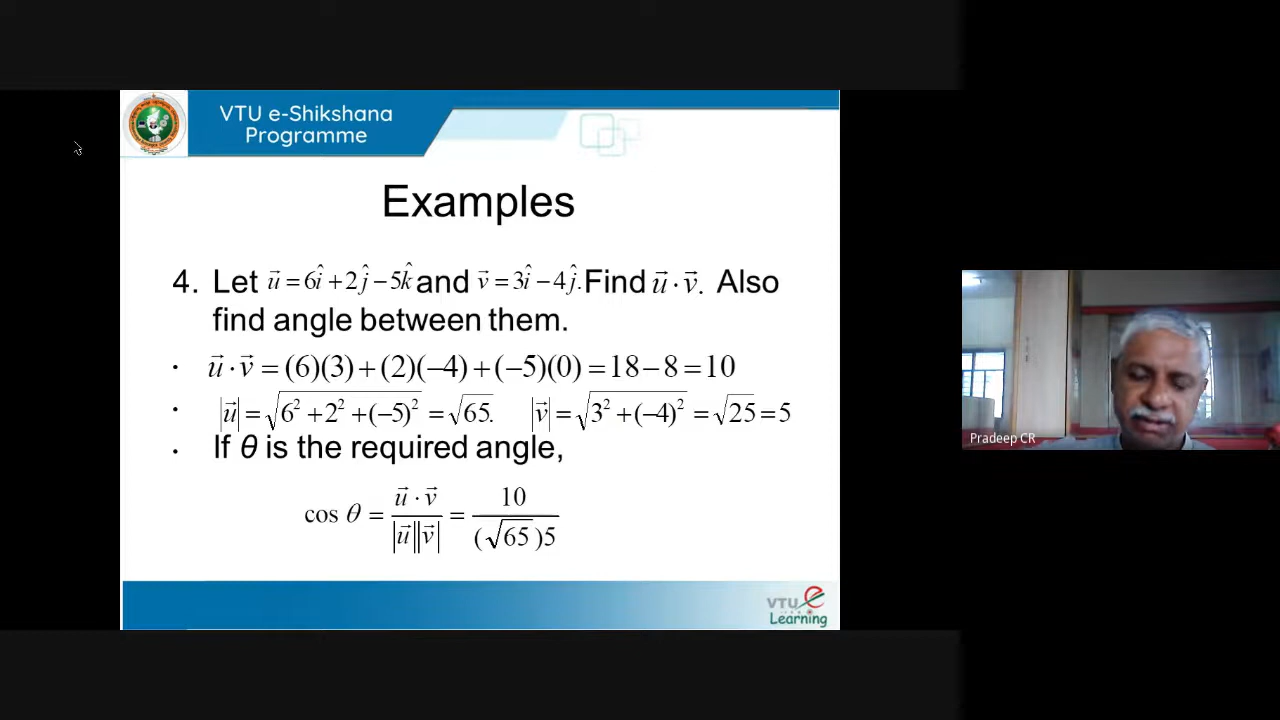 VTU e-Shikshana
Programme
Examples
4. Let u⃗ = 6î + 2ĵ − 5k̂ and v⃗ = 3î − 4ĵ. Find u⃗ · v⃗. Also
find angle between them.
• u⃗ · v⃗ = (6)(3) + (2)(−4) + (−5)(0) = 18 − 8 = 10
• |u⃗| = √(6² + 2² + (−5)²) = √65. |v⃗| = √(3² + (−4)²) = √25 = 5
• If θ is the required angle,
cos θ = (u⃗ · v⃗)/(|u⃗||v⃗|) = 10/((√65)5)
Pradeep CR
VTU e
Learning